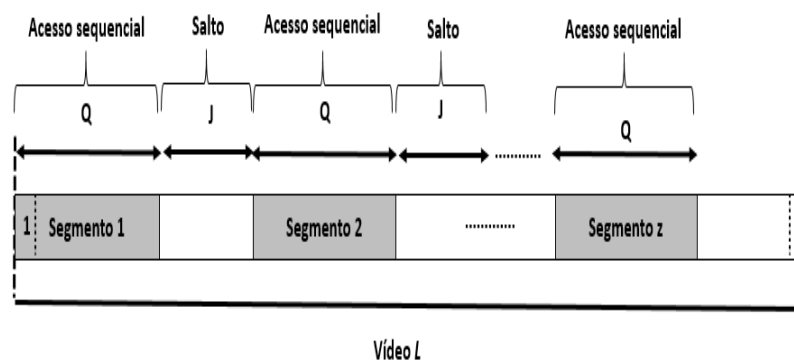 Acesso sequencial Salto Acesso sequencial Salto Acesso sequencial
Q J Q J Q
1 Segmento 1 Segmento 2 ............ Segmento z
Vídeo L